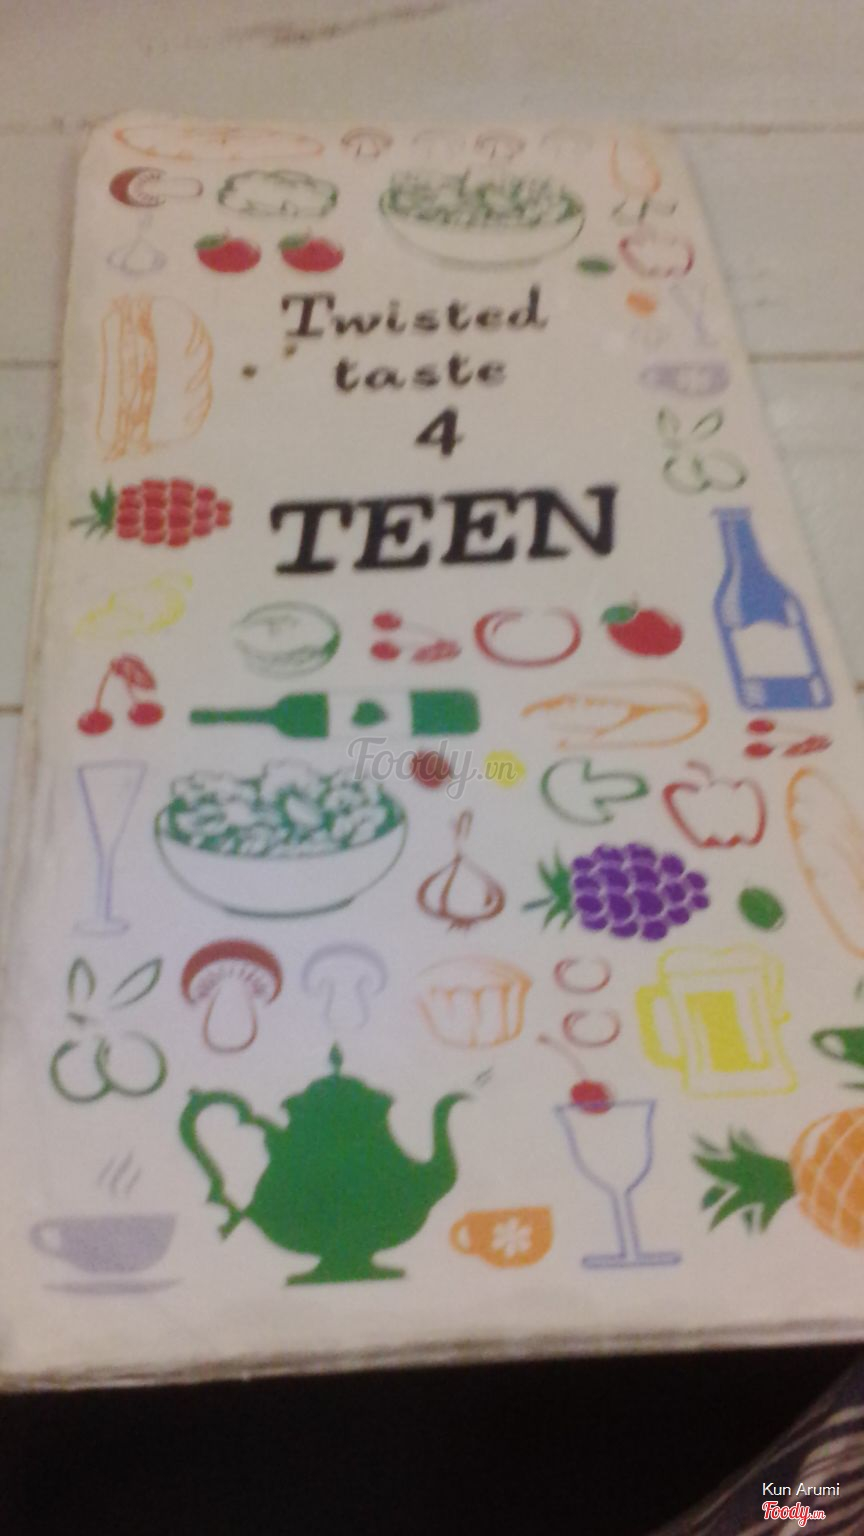 Twisted
taste
4
TEEN
Foody.vn
Kun Arumi
Foody.vn